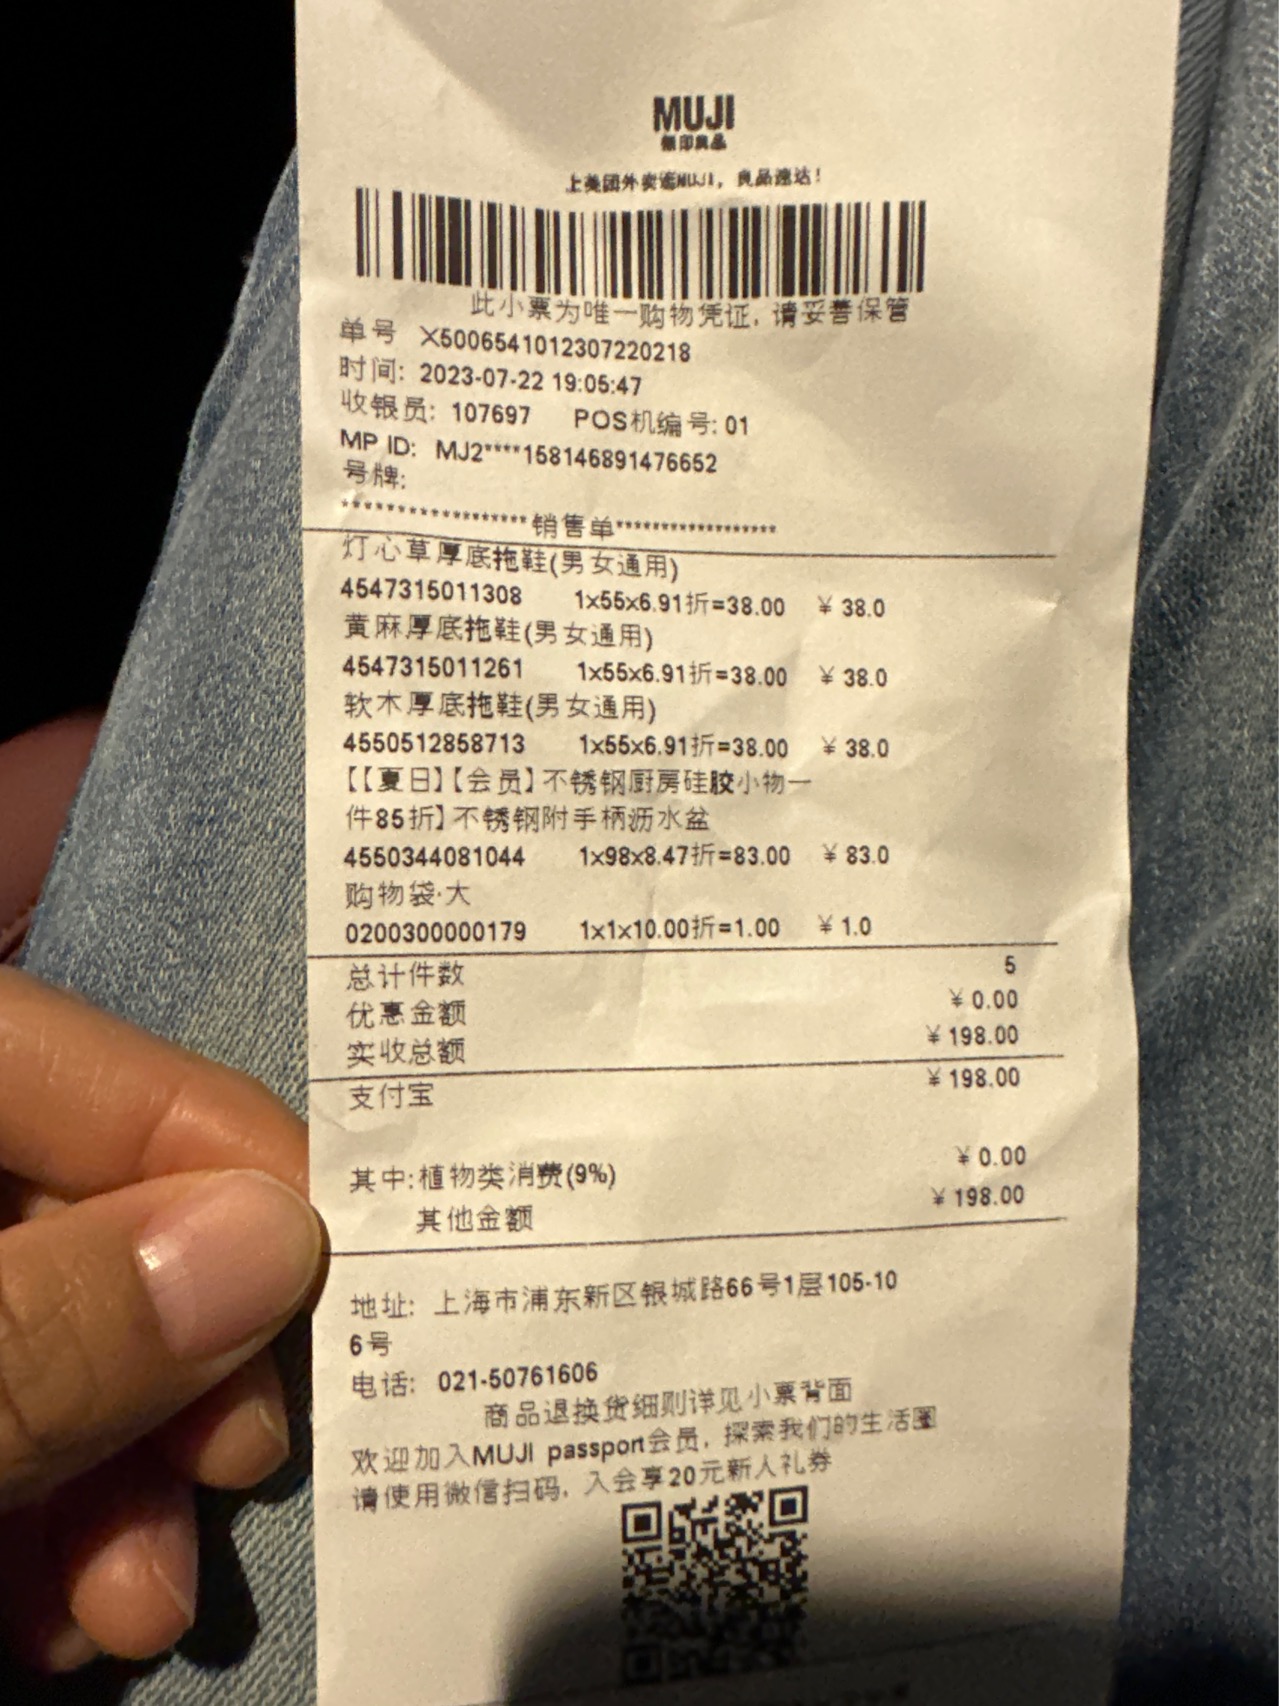 MUJI
無印良品
上美团外卖逛MUJI，良品速达！
此小票为唯一购物凭证, 请妥善保管
单号 X5006541012307220218
时间: 2023-07-22 19:05:47
收银员: 107697 POS机编号: 01
MP ID: MJ2****158146891476652
号牌:
******************销售单******************
灯心草厚底拖鞋(男女通用)
4547315011308 1x55x6.91折=38.00 ￥ 38.0
黄麻厚底拖鞋(男女通用)
4547315011261 1x55x6.91折=38.00 ￥ 38.0
软木厚底拖鞋(男女通用)
4550512858713 1x55x6.91折=38.00 ￥ 38.0
【【夏日】【会员】不锈钢厨房硅胶小物一
件85折】不锈钢附手柄沥水盆
4550344081044 1x98x8.47折=83.00 ￥ 83.0
购物袋·大
0200300000179 1x1x10.00折=1.00 ￥ 1.0
总计件数 5
优惠金额 ￥ 0.00
实收总额 ￥ 198.00
支付宝 ￥ 198.00
其中:植物类消费(9%) ￥ 0.00
其他金额 ￥ 198.00
地址: 上海市浦东新区银城路66号1层105-10
6号
电话: 021-50761606
商品退换货细则详见小票背面
欢迎加入MUJI passport会员, 探索我们的生活圈
请使用微信扫码, 入会享20元新人礼券